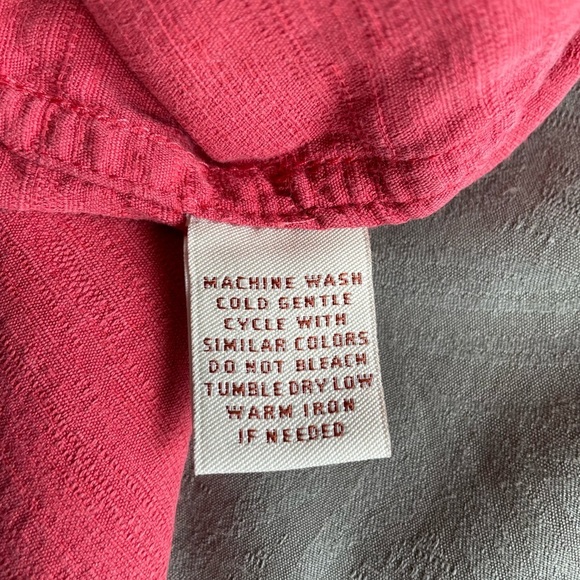 MACHINE WASH
COLD GENTLE
CYCLE WITH
SIMILAR COLORS
DO NOT BLEACH
TUMBLE DRY LOW
WARM IRON
IF NEEDED